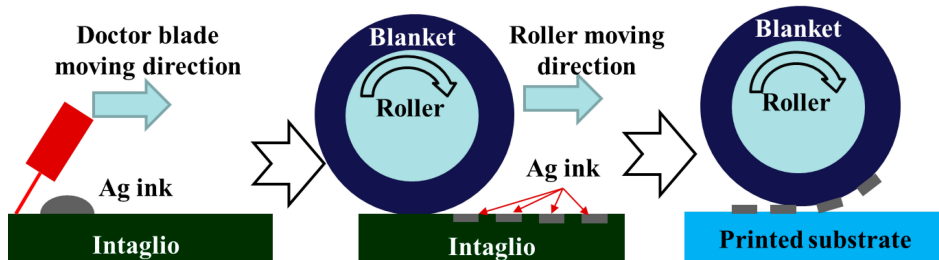 Doctor blade
moving direction
Ag ink
Intaglio
Blanket
Roller
Roller moving
direction
Ag ink
Intaglio
Blanket
Roller
Printed substrate